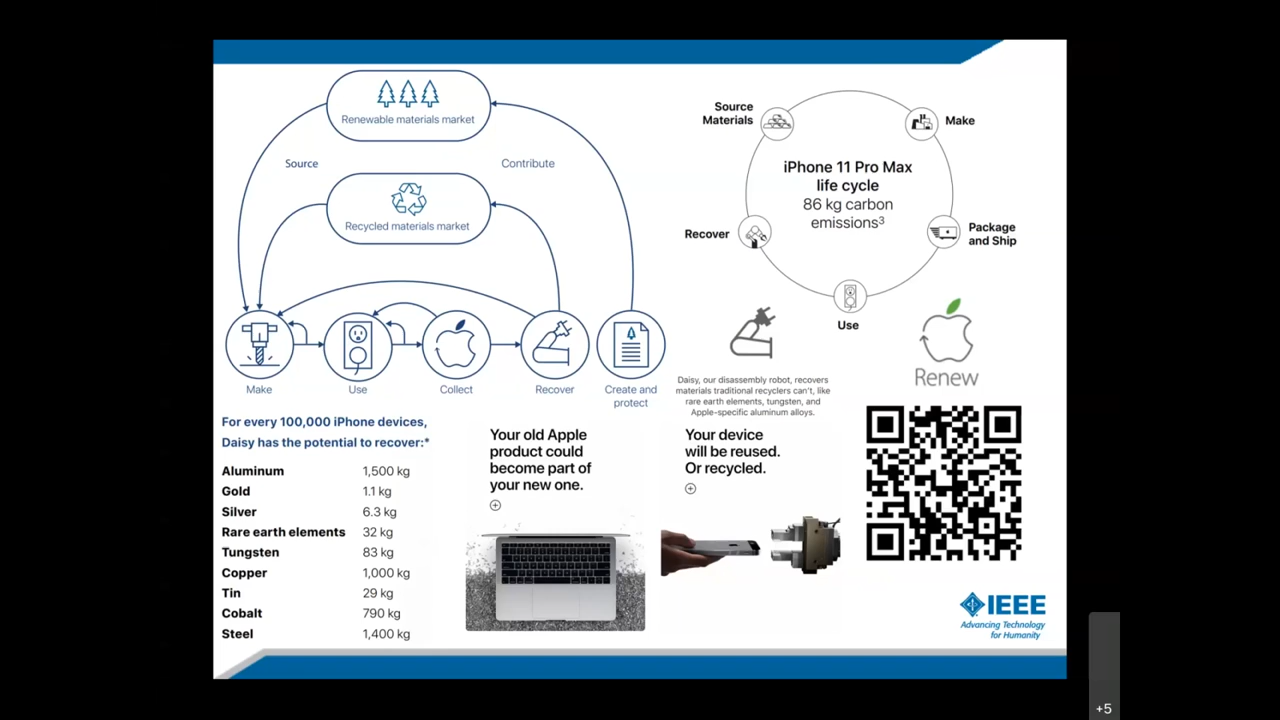 Renewable materials market
Source
Contribute
Recycled materials market
Make
Use
Collect
Recover
Create and
protect
Source
Materials
Make
iPhone 11 Pro Max
life cycle
86 kg carbon
emissions³
Recover
Package
and Ship
Use
Daisy, our disassembly robot, recovers
materials traditional recyclers can't, like
rare earth elements, tungsten, and
Apple-specific aluminum alloys.
Renew
For every 100,000 iPhone devices,
Daisy has the potential to recover:*
Aluminum 1,500 kg
Gold 1.1 kg
Silver 6.3 kg
Rare earth elements 32 kg
Tungsten 83 kg
Copper 1,000 kg
Tin 29 kg
Cobalt 790 kg
Steel 1,400 kg
Your old Apple
product could
become part of
your new one.
Your device
will be reused.
Or recycled.
IEEE
Advancing Technology
for Humanity
+5